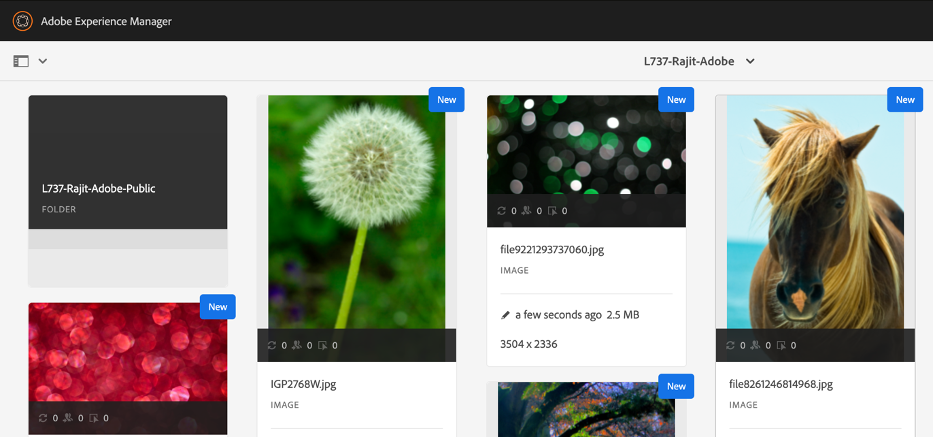 Adobe Experience Manager
L737-Rajit-Adobe
L737-Rajit-Adobe-Public
FOLDER
New
0 0 0
New
0 0 0
IGP2768W.jpg
IMAGE
New
0 0 0
file9221293737060.jpg
IMAGE
a few seconds ago 2.5 MB
3504 x 2336
New
New
0 0 0
file8261246814968.jpg
IMAGE